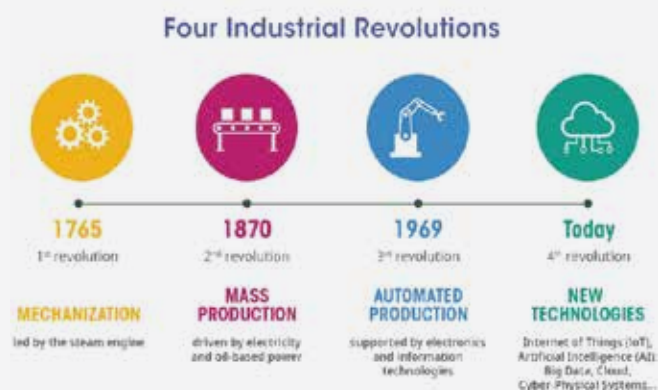 Four Industrial Revolutions
1765
1st revolution
MECHANIZATION
led by the steam engine
1870
2nd revolution
MASS
PRODUCTION
driven by electricity
and oil-based power
1969
3rd revolution
AUTOMATED
PRODUCTION
supported by electronics
and information
technologies
Today
4th revolution
NEW
TECHNOLOGIES
Internet of Things (IoT),
Artificial Intelligence (AI)
Big Data, Cloud,
Cyber-Physical Systems...